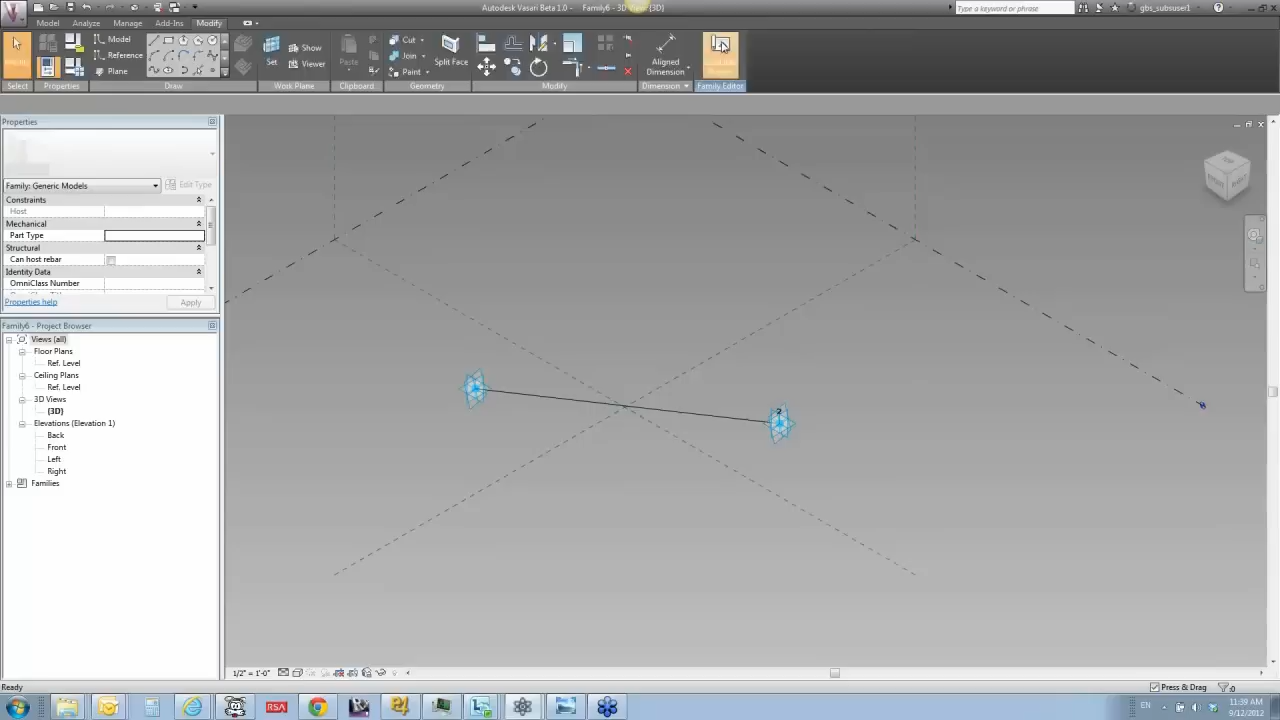 Autodesk Vasari Beta 1.0 - Family6 - 3D View: {3D}
Type a keyword or phrase
gbs_subsuser1
Model Analyze Manage Add-Ins Modify
Model
Reference
Plane
Set
Show
Viewer
Paste
Cut
Join
Paint
Split Face
Aligned
Dimension
Select Properties Draw Work Plane Clipboard Geometry Modify Dimension Family Editor
Properties
Family: Generic Models
Edit Type
Constraints
Host
Mechanical
Part Type
Structural
Can host rebar
Identity Data
OmniClass Number
Properties help
Apply
Family6 - Project Browser
Views (all)
Floor Plans
Ref. Level
Ceiling Plans
Ref. Level
3D Views
{3D}
Elevations (Elevation 1)
Back
Front
Left
Right
Families
2
TOP
1/2" = 1'-0"
Ready
Press & Drag
:0
RSA
EN
11:39 AM
9/12/2012